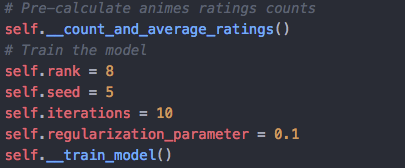 # Pre-calculate animes ratings counts
self.__count_and_average_ratings()
# Train the model
self.rank = 8
self.seed = 5
self.iterations = 10
self.regularization_parameter = 0.1
self.__train_model()